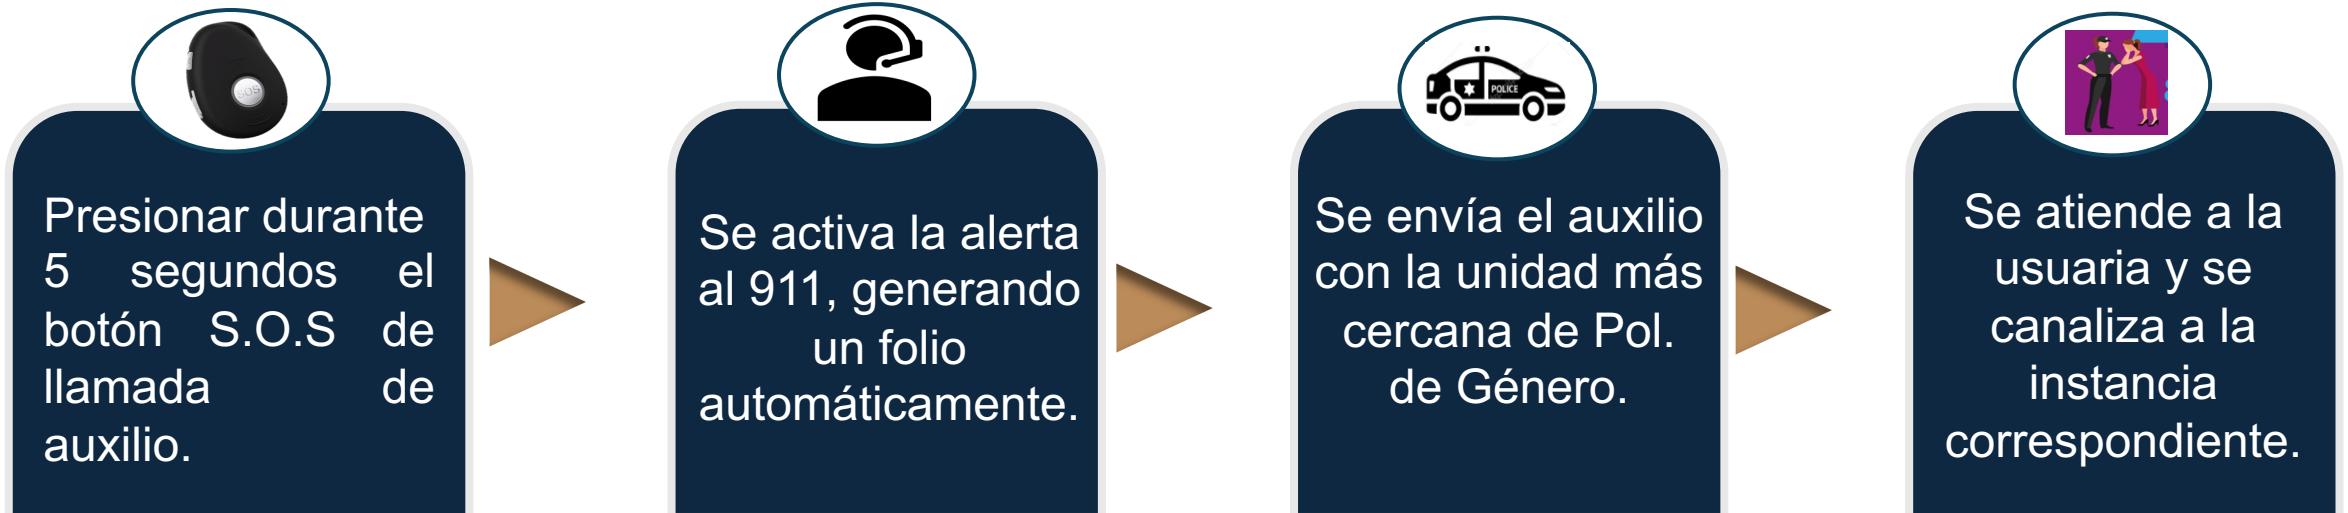 SOS
Presionar durante
5 segundos el
botón S.O.S de
llamada de
auxilio.
Se activa la alerta
al 911, generando
un folio
automáticamente.
POLICE
Se envía el auxilio
con la unidad más
cercana de Pol.
de Género.
Se atiende a la
usuaria y se
canaliza a la
instancia
correspondiente.